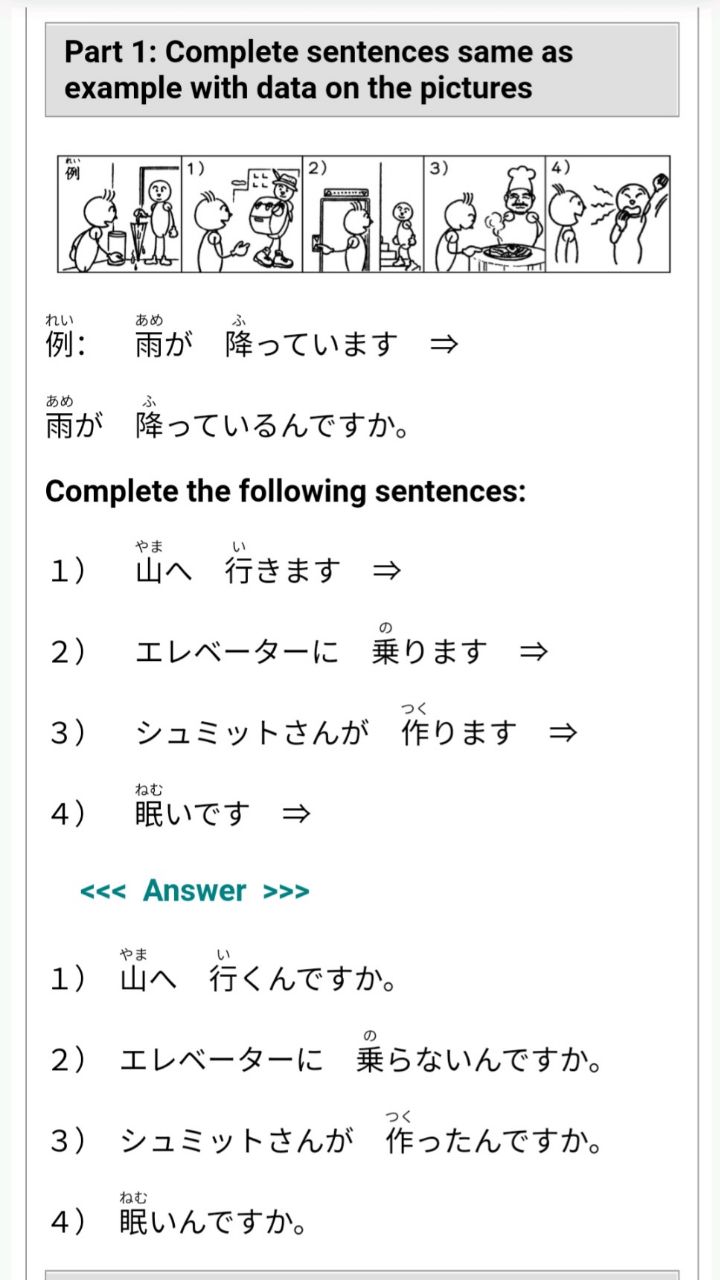 Part 1: Complete sentences same as
example with data on the pictures
れい
例
1)
2)
3)
4)
れい　あめ　ふ
例：　雨が　降っています　⇒
あめ　ふ
雨が　降っているんですか。
Complete the following sentences:
やま　い
１）　山へ　行きます　⇒
の
２）　エレベーターに　乗ります　⇒
つく
３）　シュミットさんが　作ります　⇒
ねむ
４）　眠いです　⇒
<<< Answer >>>
やま　い
１）　山へ　行くんですか。
の
２）　エレベーターに　乗らないんですか。
つく
３）　シュミットさんが　作ったんですか。
ねむ
４）　眠いんですか。